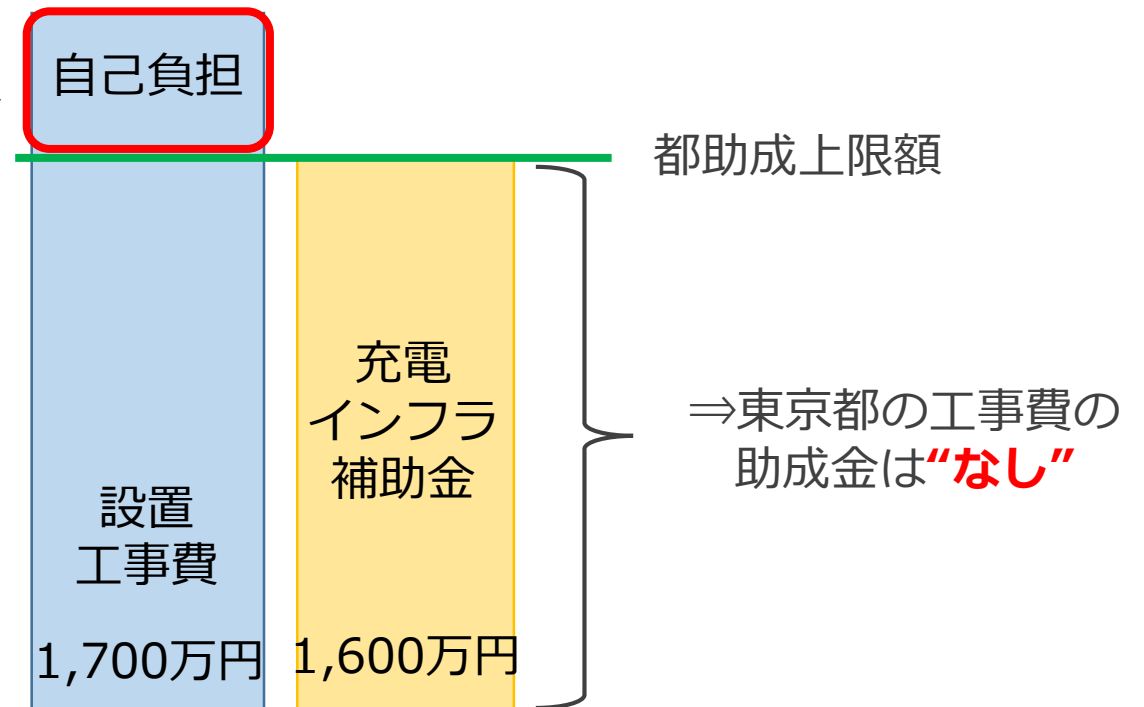 自己負担
都助成上限額
充電
インフラ
補助金
⇒東京都の工事費の
助成金は“なし”
設置
工事費
1,700万円
1,600万円